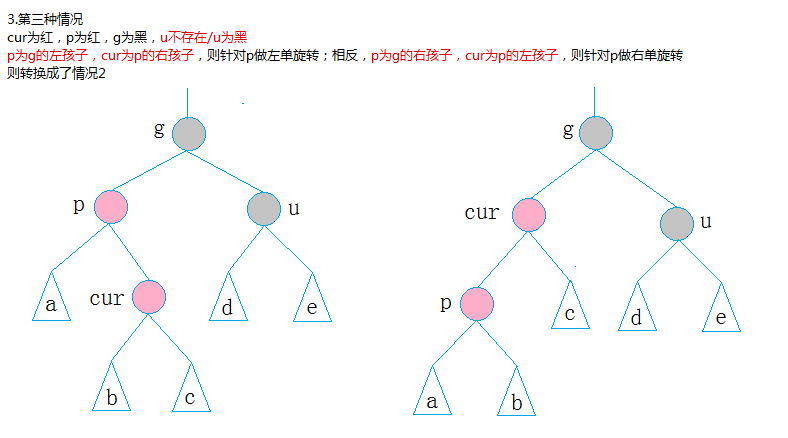 3.第三种情况
cur为红，p为红，g为黑，u不存在/u为黑
p为g的左孩子，cur为p的右孩子，则针对p做左单旋转；相反，p为g的右孩子，cur为p的左孩子，则针对p做右单旋转
则转换成了情况2
g
p
u
a
cur
d
e
b
c
g
cur
u
p
c
d
e
a
b